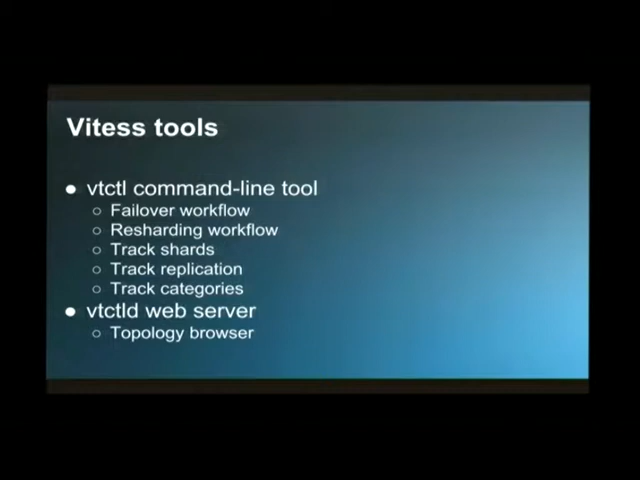 Vitess tools
● vtctl command-line tool
○ Failover workflow
○ Resharding workflow
○ Track shards
○ Track replication
○ Track categories
● vtctld web server
○ Topology browser